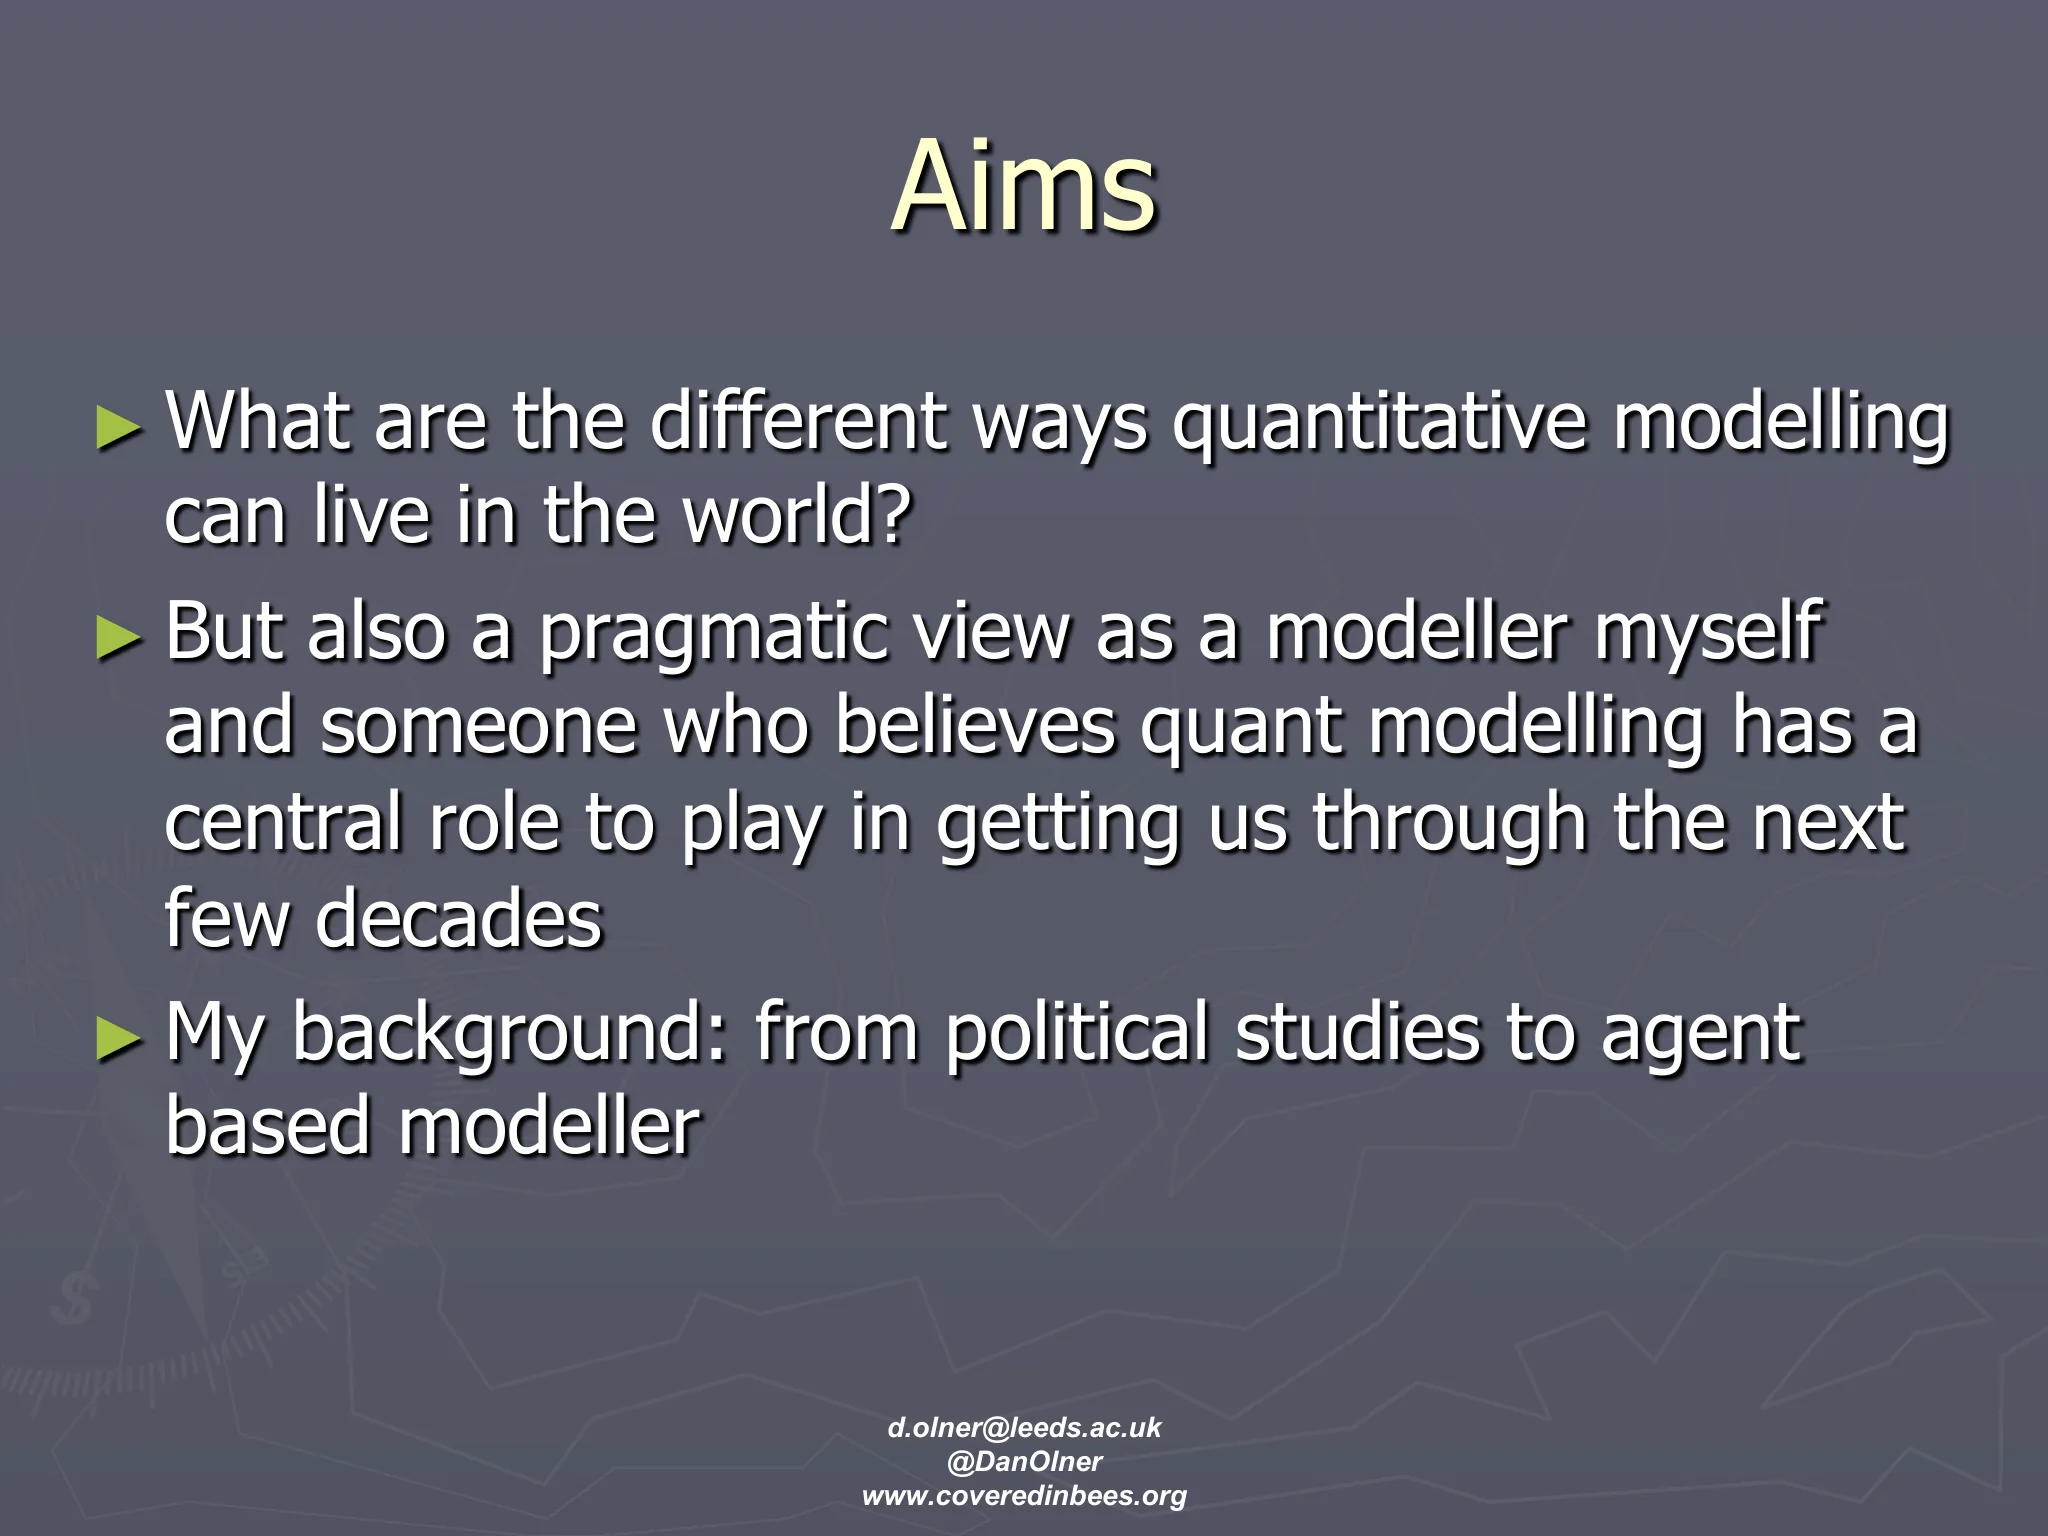 Aims
► What are the different ways quantitative modelling
can live in the world?
► But also a pragmatic view as a modeller myself
and someone who believes quant modelling has a
central role to play in getting us through the next
few decades
► My background: from political studies to agent
based modeller
d.olner@leeds.ac.uk
@DanOlner
www.coveredinbees.org